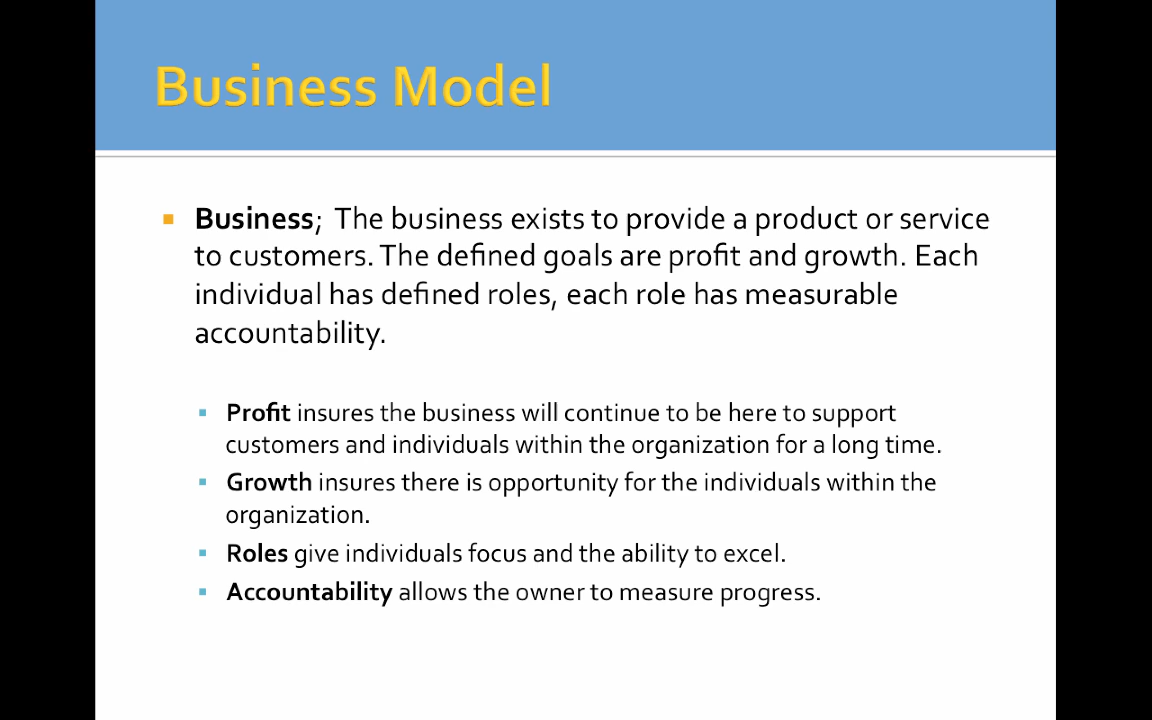 Business Model
Business;  The business exists to provide a product or service
to customers. The defined goals are profit and growth. Each
individual has defined roles, each role has measurable
accountability.
Profit insures the business will continue to be here to support
customers and individuals within the organization for a long time.
Growth insures there is opportunity for the individuals within the
organization.
Roles give individuals focus and the ability to excel.
Accountability allows the owner to measure progress.